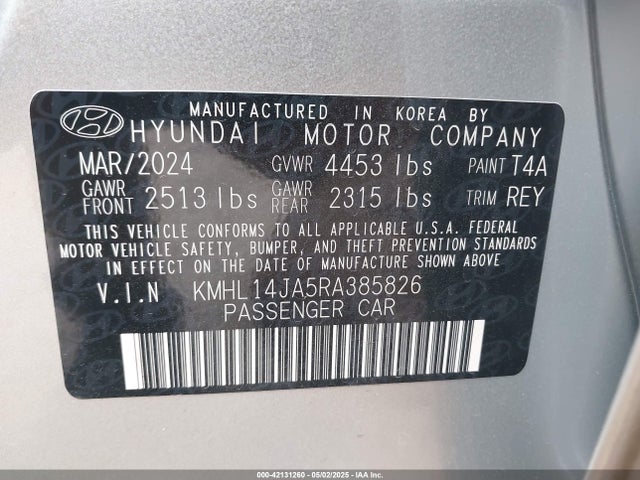 MANUFACTURED IN KOREA BY
HYUNDAI MOTOR COMPANY
MAR/2024 GVWR 4453 lbs PAINT T4A
GAWR FRONT 2513 lbs GAWR REAR 2315 lbs TRIM REY
THIS VEHICLE CONFORMS TO ALL APPLICABLE U.S.A. FEDERAL
MOTOR VEHICLE SAFETY, BUMPER, AND THEFT PREVENTION STANDARDS
IN EFFECT ON THE DATE OF MANUFACTURE SHOWN ABOVE.
V.I.N KMHL14JA5RA385826
PASSENGER CAR
000-42131260 - 05/02/2025 - IAAI.COM